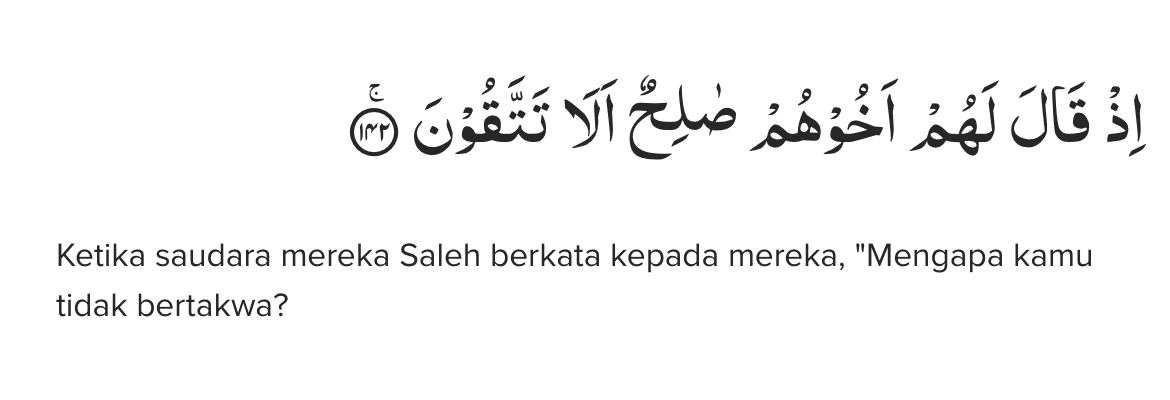 اِذْ قَالَ لَهُمْ اَخُوْهُمْ صٰلِحٌ اَلَا تَتَّقُوْنَ ۚ ١٤٢
Ketika saudara mereka Saleh berkata kepada mereka, "Mengapa kamu
tidak bertakwa?